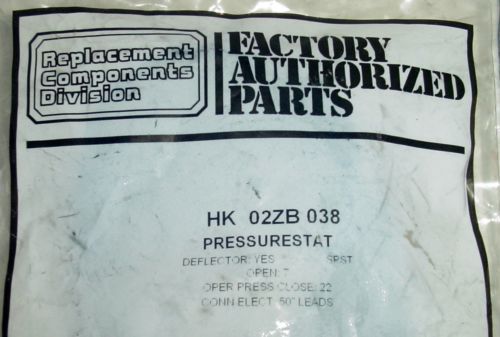 Replacement
Components
Division
FACTORY
AUTHORIZED
PARTS
HK 02ZB 038
PRESSURESTAT
DEFLECTOR: YES SPST
OPEN: 7
OPER PRESS CLOSE: 22
CONN ELECT: 50" LEADS